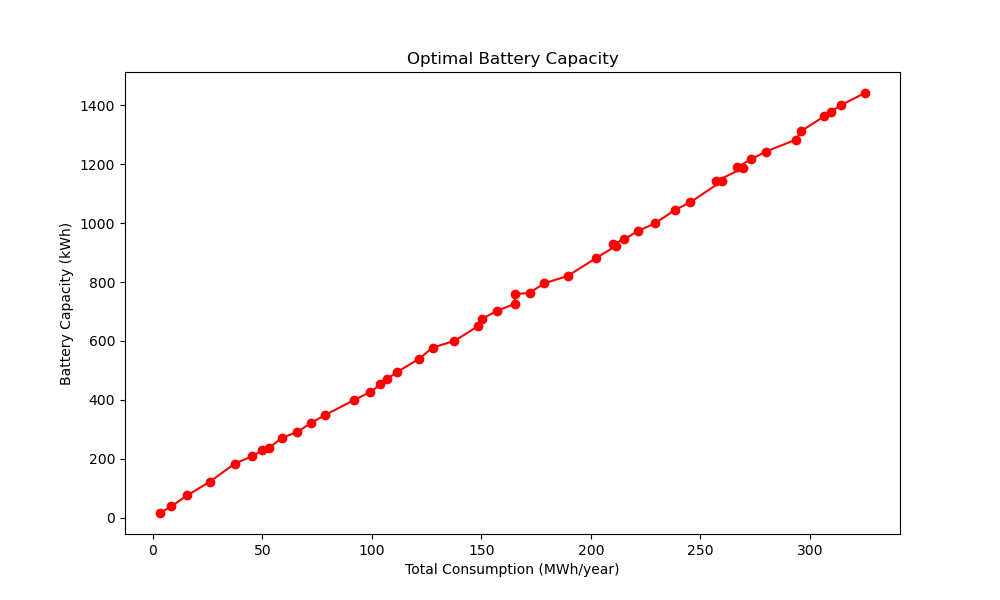 Optimal Battery Capacity
1400
1200
1000
800
600
400
200
0
Battery Capacity (kWh)
0 50 100 150 200 250 300
Total Consumption (MWh/year)